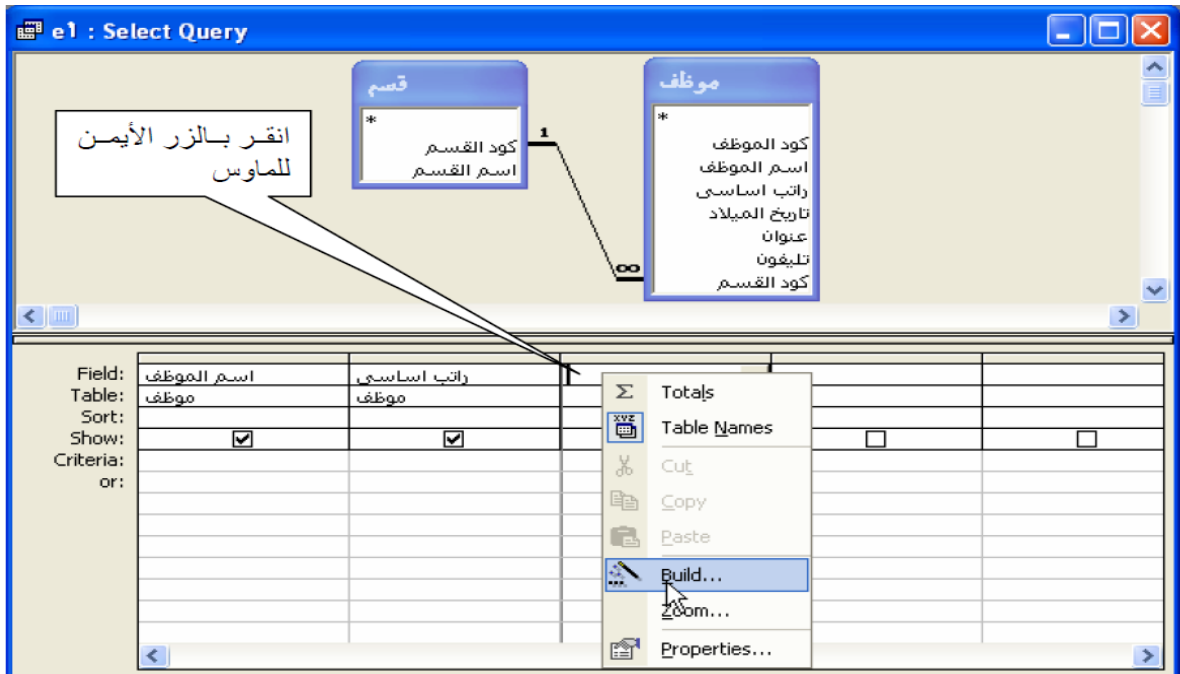 e1 : Select Query
قسم
*
كود القسم
اسم القسم
1
∞
موظف
*
كود الموظف
اسم الموظف
راتب اساسى
تاريخ الميلاد
عنوان
تليفون
كود القسم
انقر بالزر الأيمن
للماوس
Field: اسم الموظف راتب اساسى
Table: موظف موظف
Sort:
Show:
Criteria:
or:
Totals
Table Names
Cut
Copy
Paste
Build...
Zoom...
Properties...